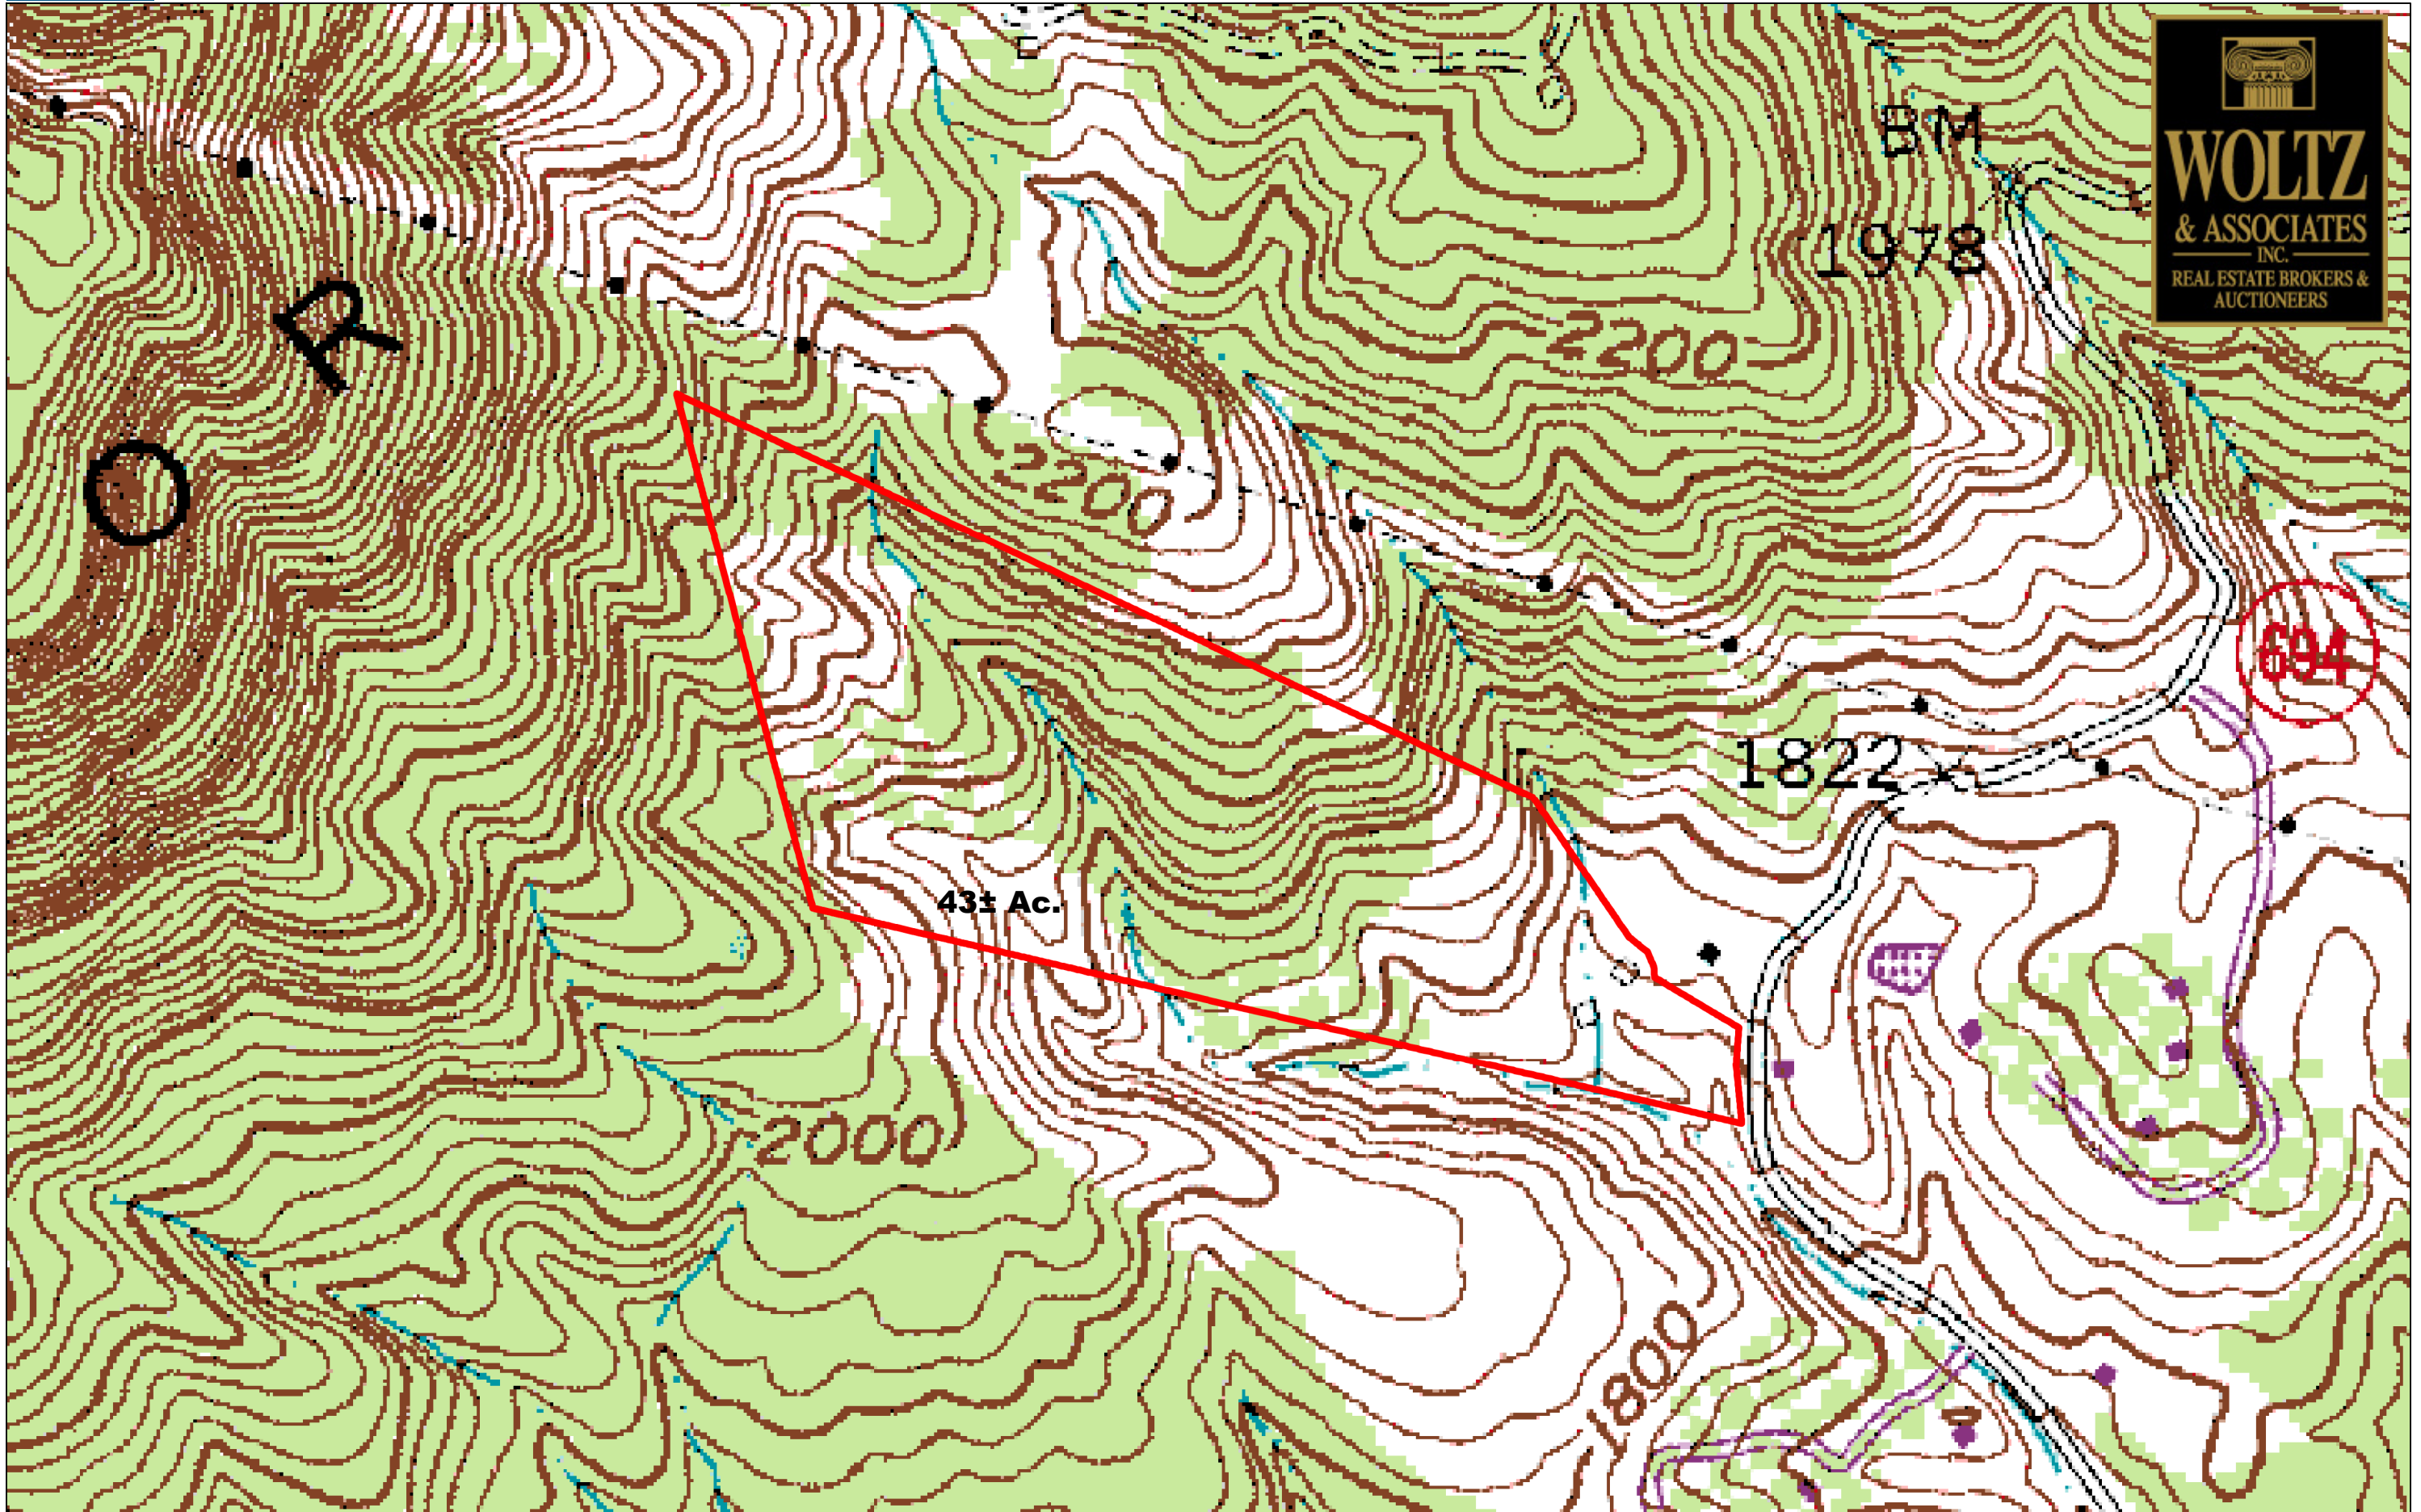 BM
1978
WOLTZ
& ASSOCIATES
INC.
REAL ESTATE BROKERS &
AUCTIONEERS
R
O
2200
2200
694
1822
43± Ac.
2000
1800